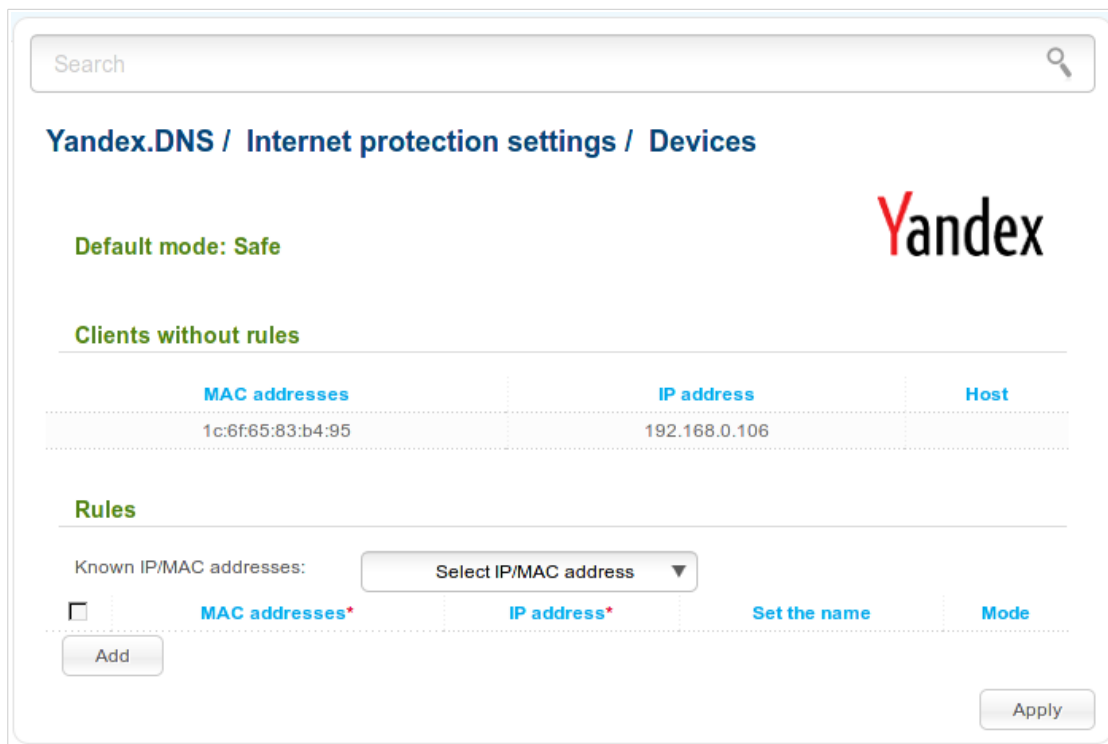 Search
Yandex.DNS / Internet protection settings / Devices
Yandex
Default mode: Safe
Clients without rules
MAC addresses IP address Host
1c:6f:65:83:b4:95 192.168.0.106
Rules
Known IP/MAC addresses: Select IP/MAC address
MAC addresses* IP address* Set the name Mode
Add
Apply